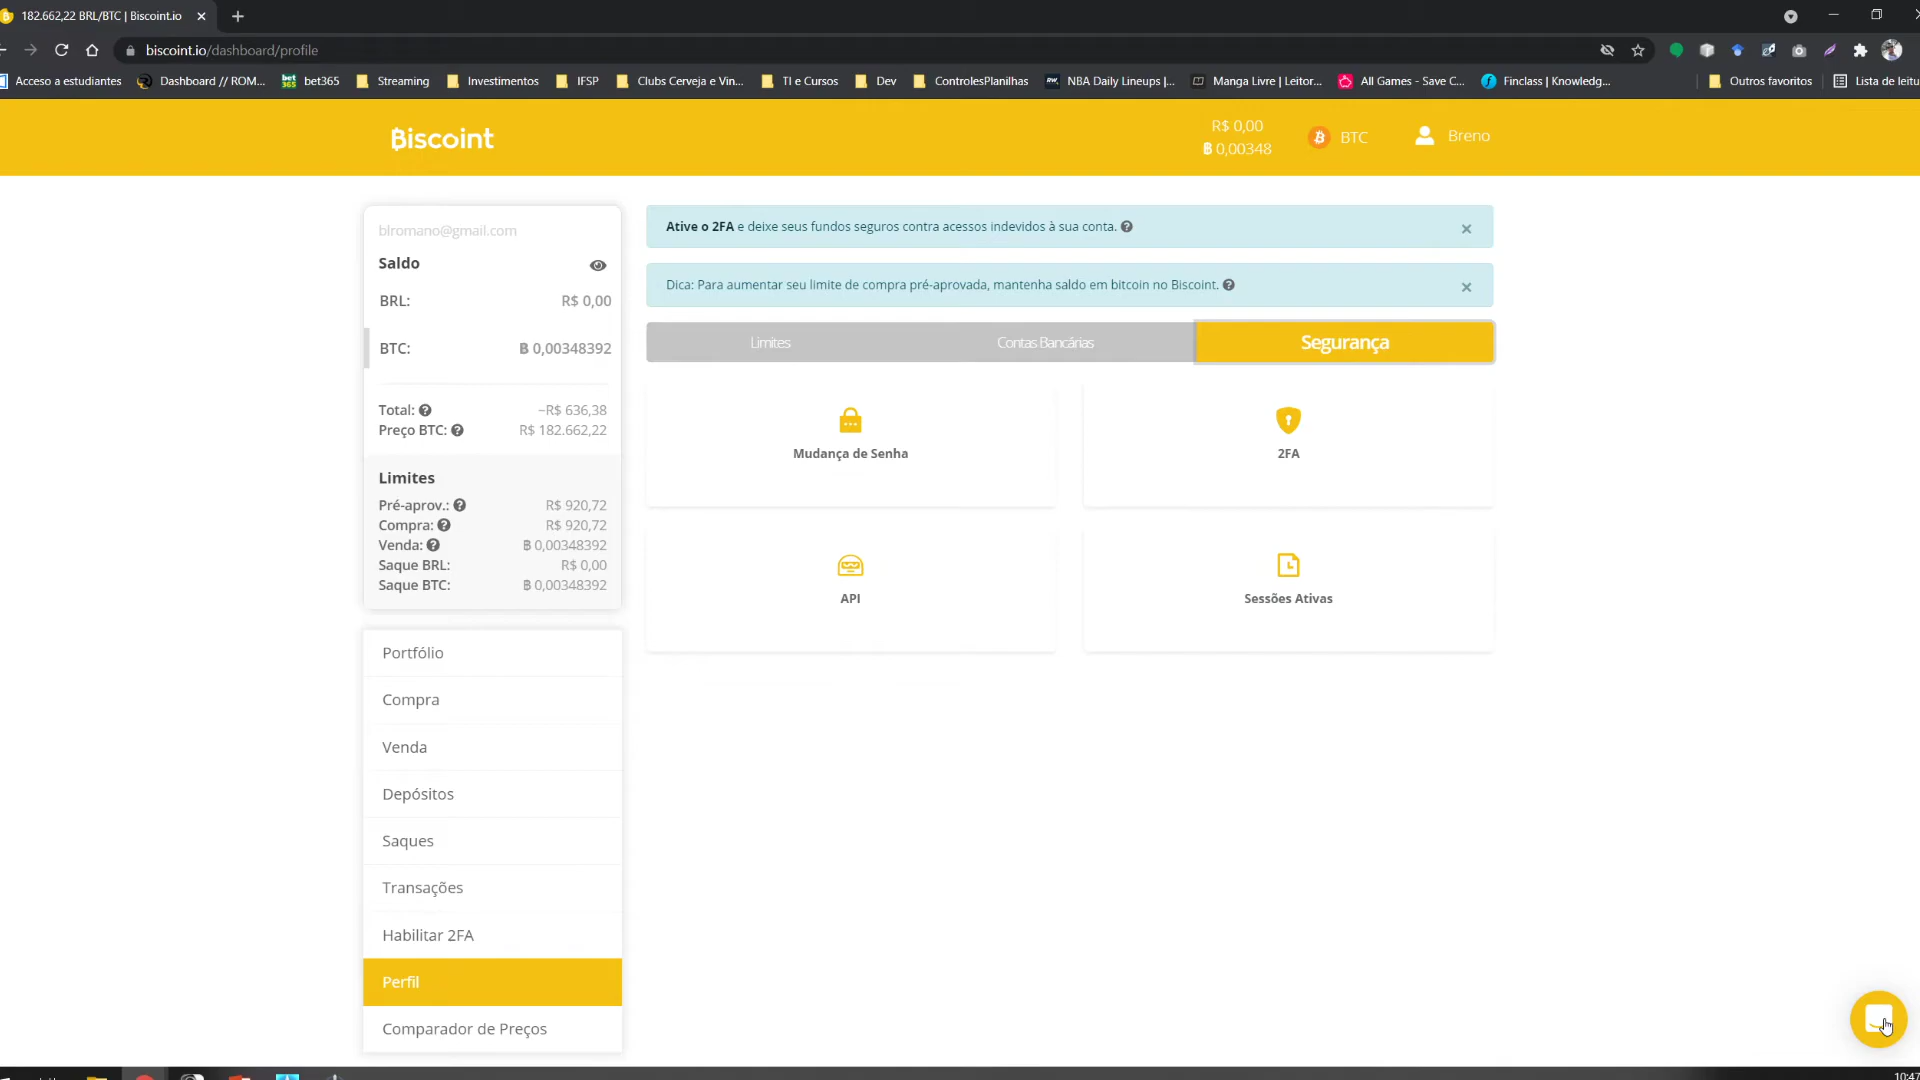 182.662,22 BRL/BTC | Biscoint.io
biscoint.io/dashboard/profile
Acceso a estudiantes
Dashboard // ROM...
bet365
bet365
Streaming
Investimentos
IFSP
Clubs Cerveja e Vin...
TI e Cursos
Dev
ControlesPlanilhas
NBA Daily Lineups |...
Manga Livre | Leitor...
All Games - Save C...
Finclass | Knowledg...
Outros favoritos
Lista de leitu
Biscoint
R$ 0,00
฿ 0,00348
BTC
Breno
blromano@gmail.com
Saldo
BRL: R$ 0,00
BTC: ฿ 0,00348392
Total: ~R$ 636,38
Preço BTC: R$ 182.662,22
Limites
Pré-aprov.: R$ 920,72
Compra: R$ 920,72
Venda: ฿ 0,00348392
Saque BRL: R$ 0,00
Saque BTC: ฿ 0,00348392
Portfólio
Compra
Venda
Depósitos
Saques
Transações
Habilitar 2FA
Perfil
Comparador de Preços
Ative o 2FA e deixe seus fundos seguros contra acessos indevidos à sua conta.
Dica: Para aumentar seu limite de compra pré-aprovada, mantenha saldo em bitcoin no Biscoint.
Limites
Contas Bancárias
Segurança
Mudança de Senha
2FA
API
Sessões Ativas
10:47